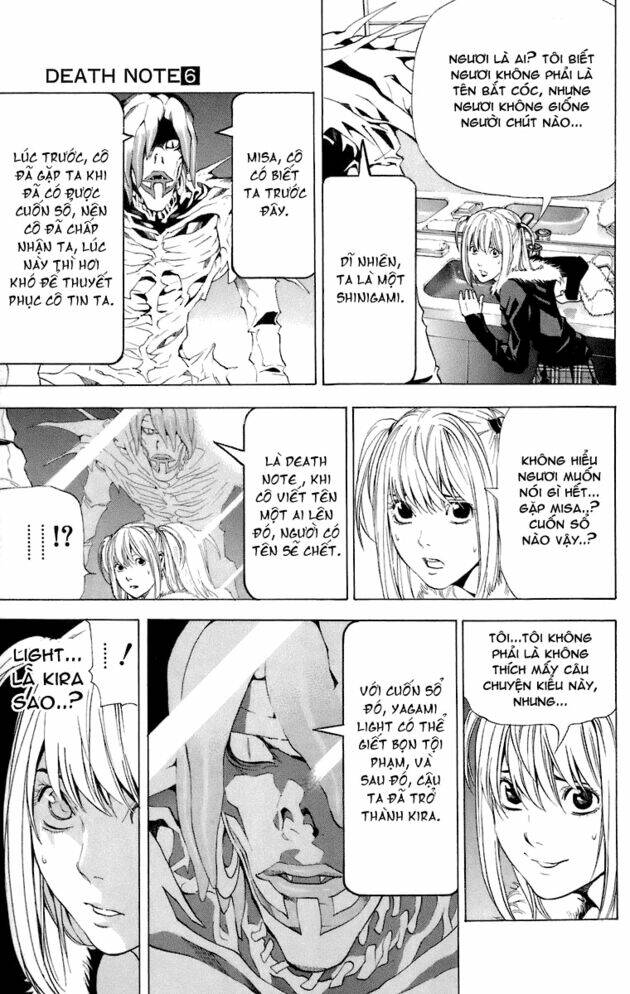 DEATH NOTE 6
NGƯƠI LÀ AI? TÔI BIẾT
NGƯƠI KHÔNG PHẢI LÀ
TÊN BẮT CÓC, NHƯNG
NGƯƠI KHÔNG GIỐNG
NGƯỜI CHÚT NÀO...
DĨ NHIÊN,
TA LÀ MỘT
SHINIGAMI.
MISA, CÔ
CÓ BIẾT
TA TRƯỚC
ĐÂY.
LÚC TRƯỚC, CÔ
ĐÃ GẶP TA KHI
ĐÃ CÓ ĐƯỢC
CUỐN SỔ, NÊN
CÔ ĐÃ CHẤP
NHẬN TA, LÚC
NÀY THÌ HƠI
KHÓ ĐỂ THUYẾT
PHỤC CÔ TIN TA.
KHÔNG HIỂU
NGƯƠI MUỐN
NÓI GÌ HẾT...
GẶP MISA..?
CUỐN SỔ
NÀO VẬY..?
LÀ DEATH
NOTE , KHI
CÔ VIẾT TÊN
MỘT AI LÊN
ĐÓ, NGƯỜI CÓ
TÊN SẼ CHẾT.
......!?
TÔI...TÔI KHÔNG
PHẢI LÀ KHÔNG
THÍCH MẤY CÂU
CHUYỆN KIỂU NÀY,
NHƯNG...
VỚI CUỐN SỔ
ĐÓ, YAGAMI
LIGHT CÓ THỂ
GIẾT BỌN TỘI
PHẠM, VÀ
SAU ĐÓ, CẬU
TA ĐÃ TRỞ
THÀNH KIRA.
...!
LIGHT...
LÀ KIRA
SAO..?